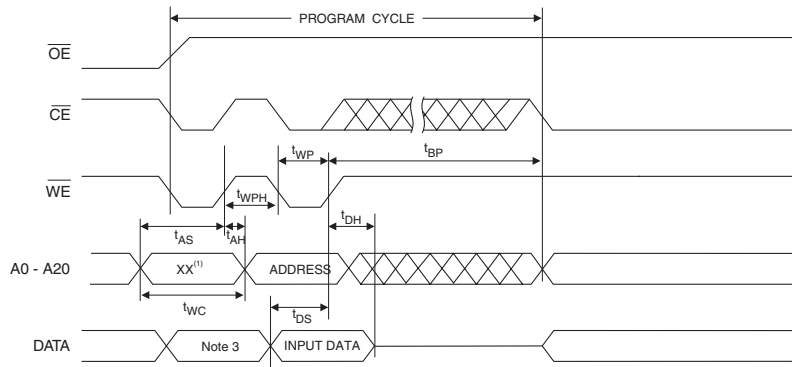 PROGRAM CYCLE
OE
CE
tWP
tBP
WE
tWPH
tDH
tAS
tAH
A0 - A20
XX(1)
ADDRESS
tWC
tDS
DATA
Note 3
INPUT DATA